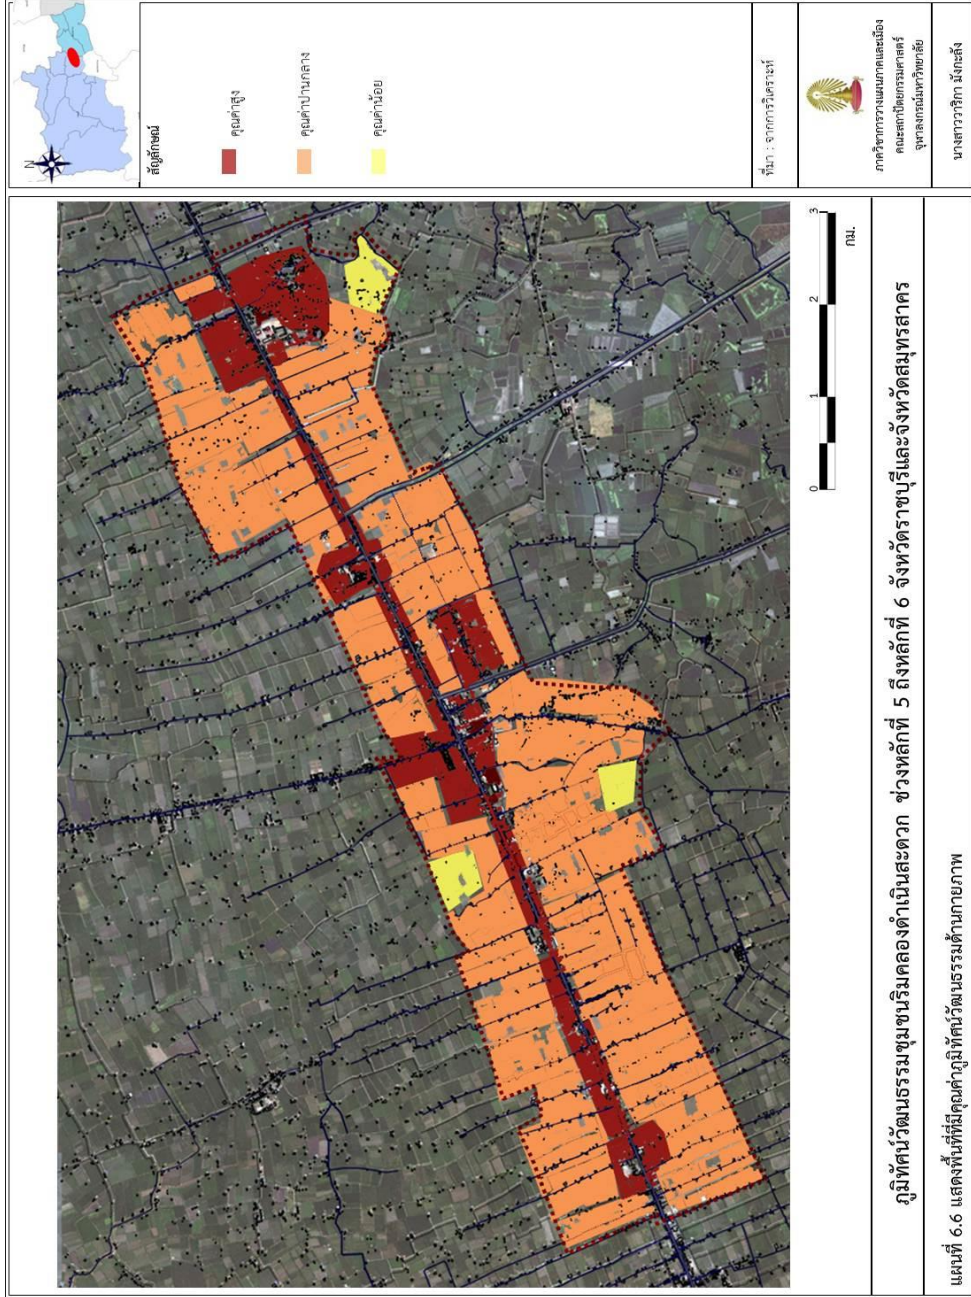 N
สัญลักษณ์
คุณค่าสูง
คุณค่าปานกลาง
คุณค่าน้อย
ที่มา : จากการวิเคราะห์
ภาควิชาการวางแผนภาคและเมือง
คณะสถาปัตยกรรมศาสตร์
จุฬาลงกรณ์มหาวิทยาลัย
นางสาววาริกา มังกะลัง
0 1 2 3
กม.
ภูมิทัศน์วัฒนธรรมชุมชนริมคลองดำเนินสะดวก ช่วงหลักที่ 5 ถึงหลักที่ 6 จังหวัดราชบุรีและจังหวัดสมุทรสาคร
แผนที่ 6.6 แสดงพื้นที่ที่มีคุณค่าภูมิทัศน์วัฒนธรรมด้านกายภาพ